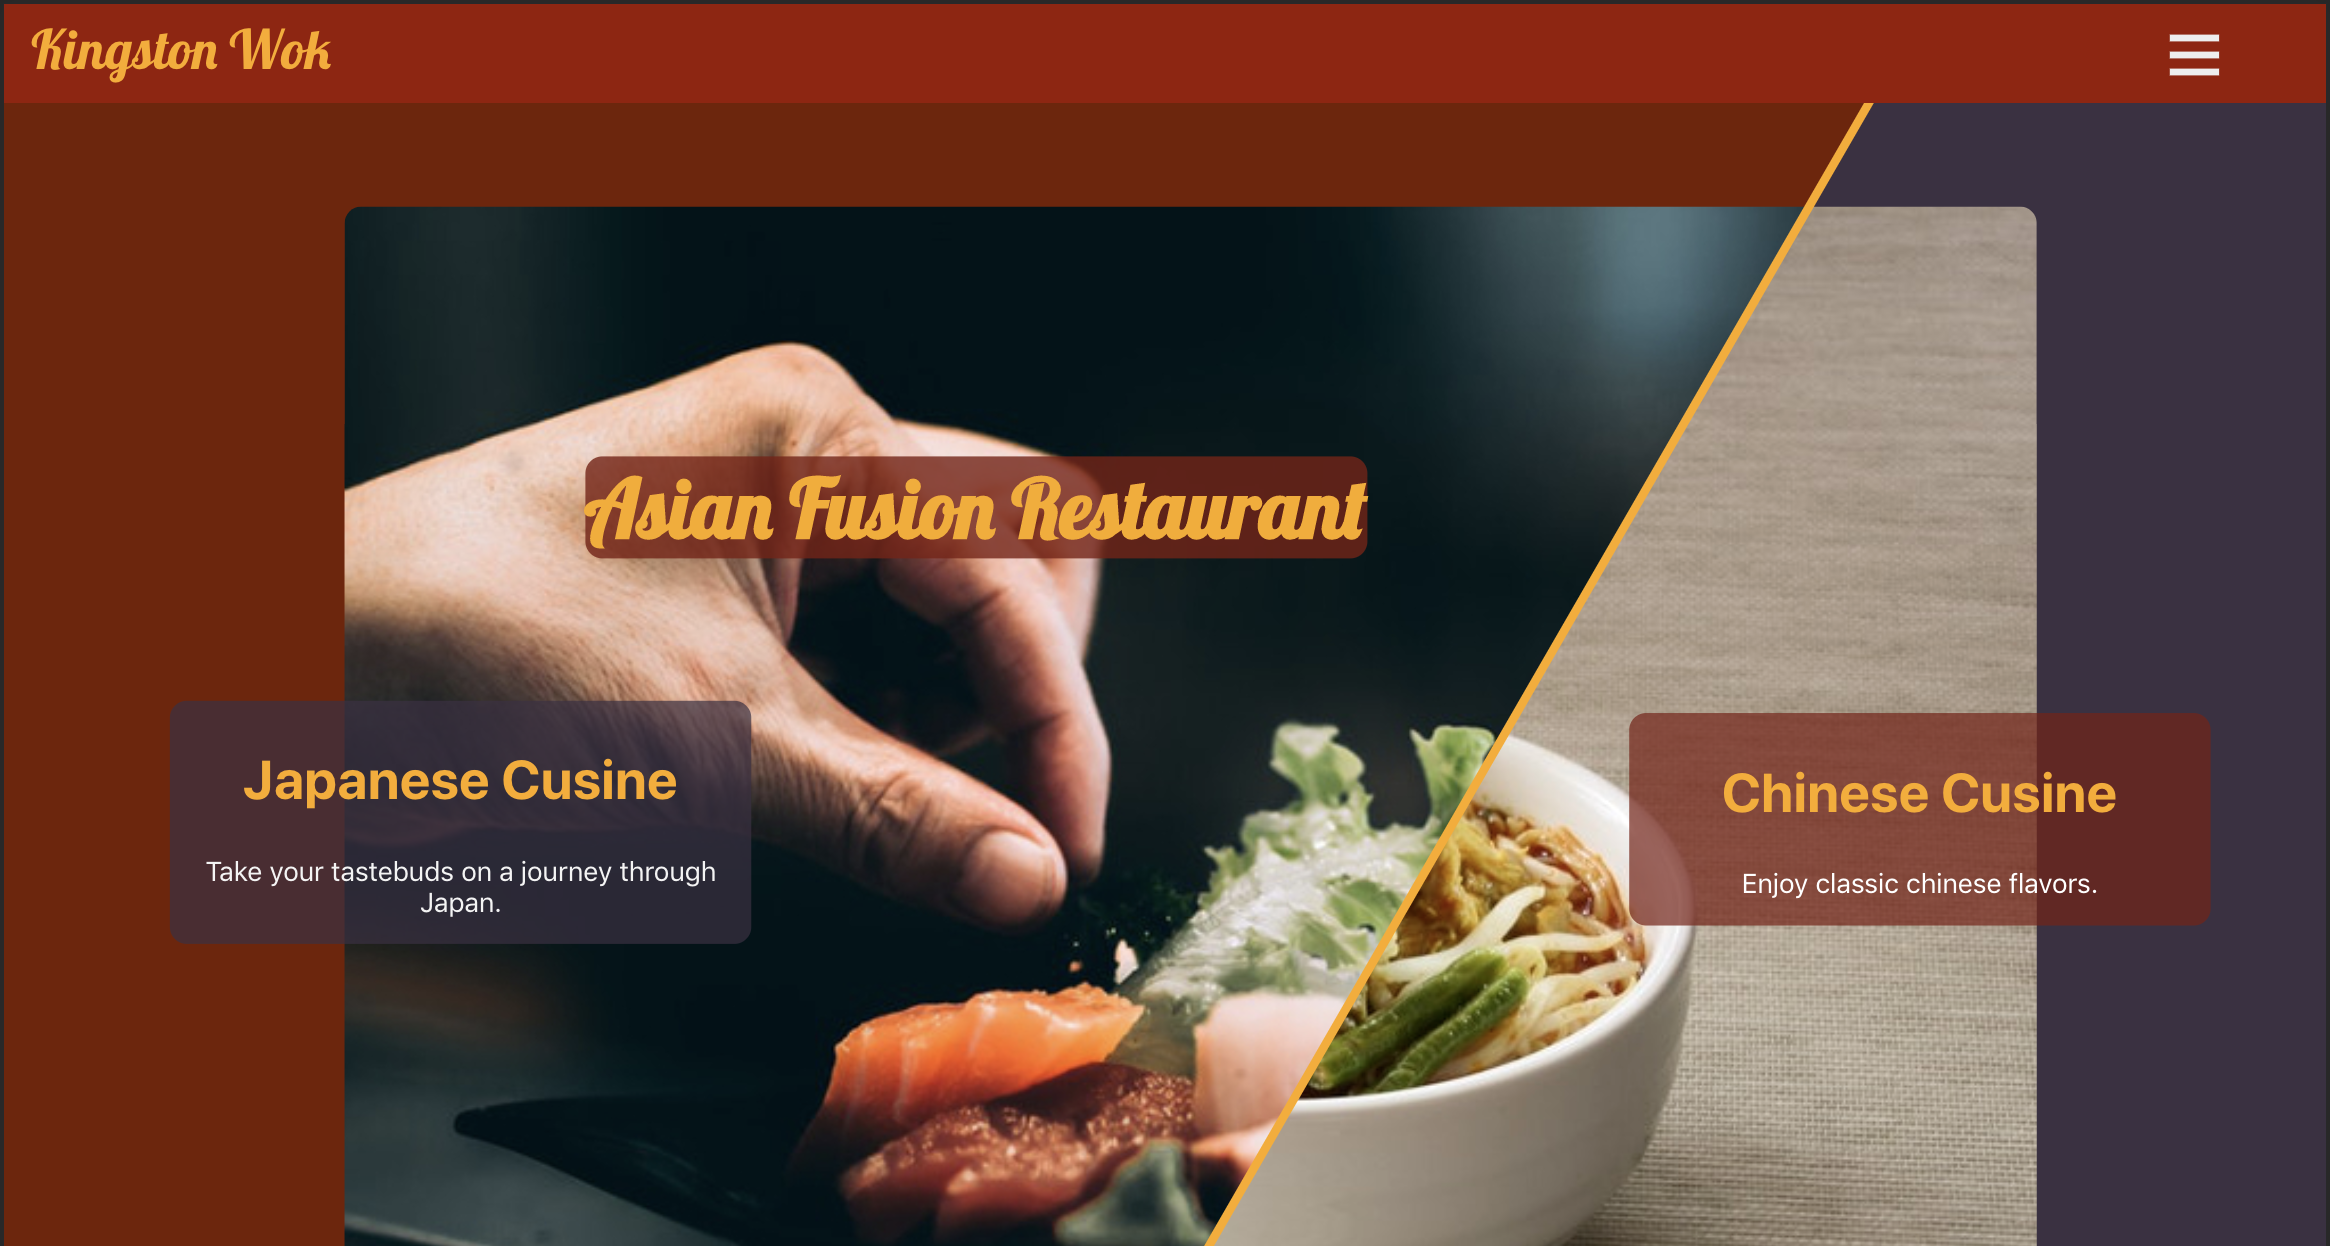 Kingston Wok
Asian Fusion Restaurant
Japanese Cusine
Take your tastebuds on a journey through
Japan.
Chinese Cusine
Enjoy classic chinese flavors.